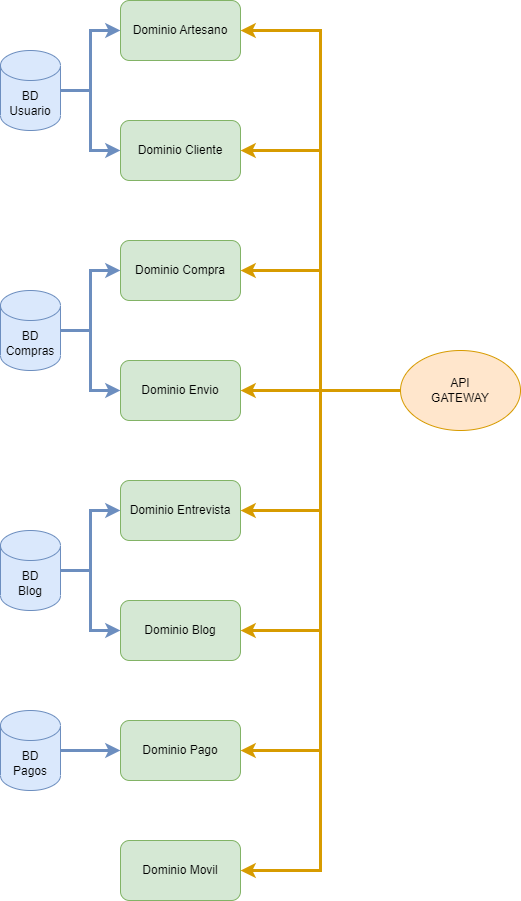 Dominio Artesano
BD
Usuario
Dominio Cliente
Dominio Compra
BD
Compras
Dominio Envio
API
GATEWAY
Dominio Entrevista
BD
Blog
Dominio Blog
BD
Pagos
Dominio Pago
Dominio Movil